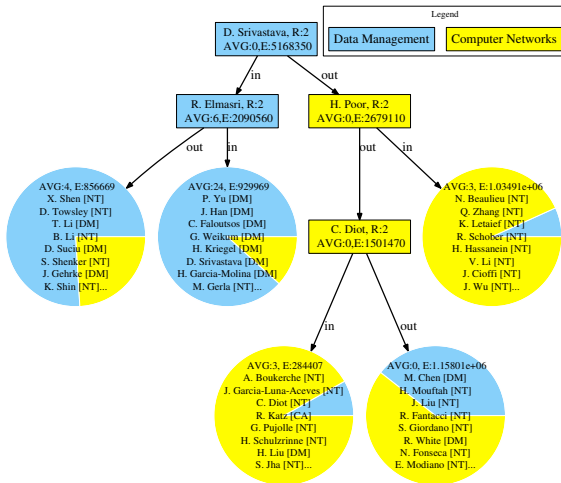 Legend
Data Management
Computer Networks
D. Srivastava, R:2
AVG:0,E:5168350
in
out
R. Elmasri, R:2
AVG:6,E:2090560
H. Poor, R:2
AVG:0,E:2679110
out
in
out
in
AVG:4, E:856669
X. Shen [NT]
D. Towsley [NT]
T. Li [DM]
B. Li [NT]
D. Suciu [DM]
S. Shenker [NT]
J. Gehrke [DM]
K. Shin [NT]...
AVG:24, E:929969
P. Yu [DM]
J. Han [DM]
C. Faloutsos [DM]
G. Weikum [DM]
H. Kriegel [DM]
D. Srivastava [DM]
H. Garcia-Molina [DM]
M. Gerla [NT]...
C. Diot, R:2
AVG:0,E:1501470
AVG:3, E:1.03491e+06
N. Beaulieu [NT]
Q. Zhang [NT]
K. Letaief [NT]
R. Schober [NT]
H. Hassanein [NT]
V. Li [NT]
J. Cioffi [NT]
J. Wu [NT]...
in
out
AVG:3, E:284407
A. Boukerche [NT]
J. Garcia-Luna-Aceves [NT]
C. Diot [NT]
R. Katz [CA]
G. Pujolle [NT]
H. Schulzrinne [NT]
H. Liu [DM]
S. Jha [NT]...
AVG:0, E:1.15801e+06
M. Chen [DM]
H. Mouftah [NT]
J. Liu [NT]
R. Fantacci [NT]
S. Giordano [NT]
R. White [DM]
N. Fonseca [NT]
E. Modiano [NT]...